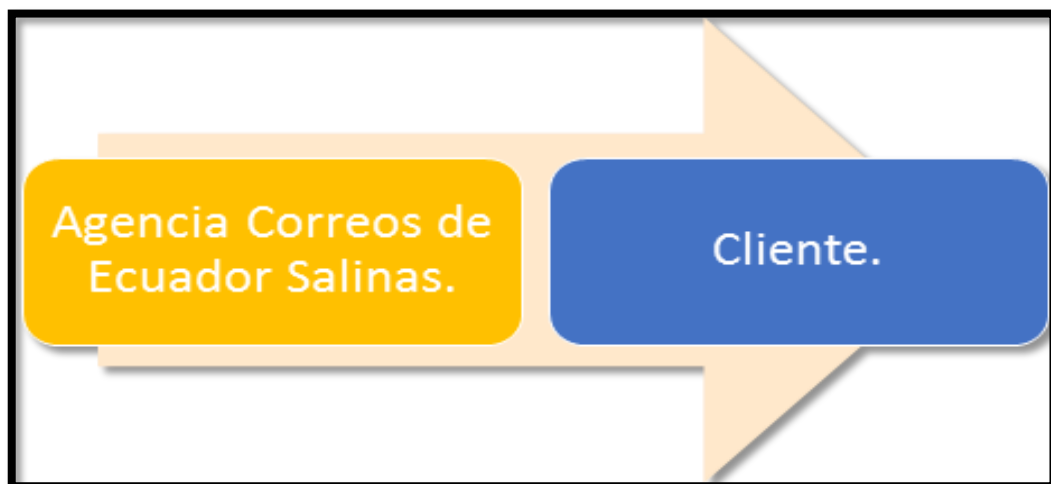 Agencia Correos de
Ecuador Salinas.
Cliente.